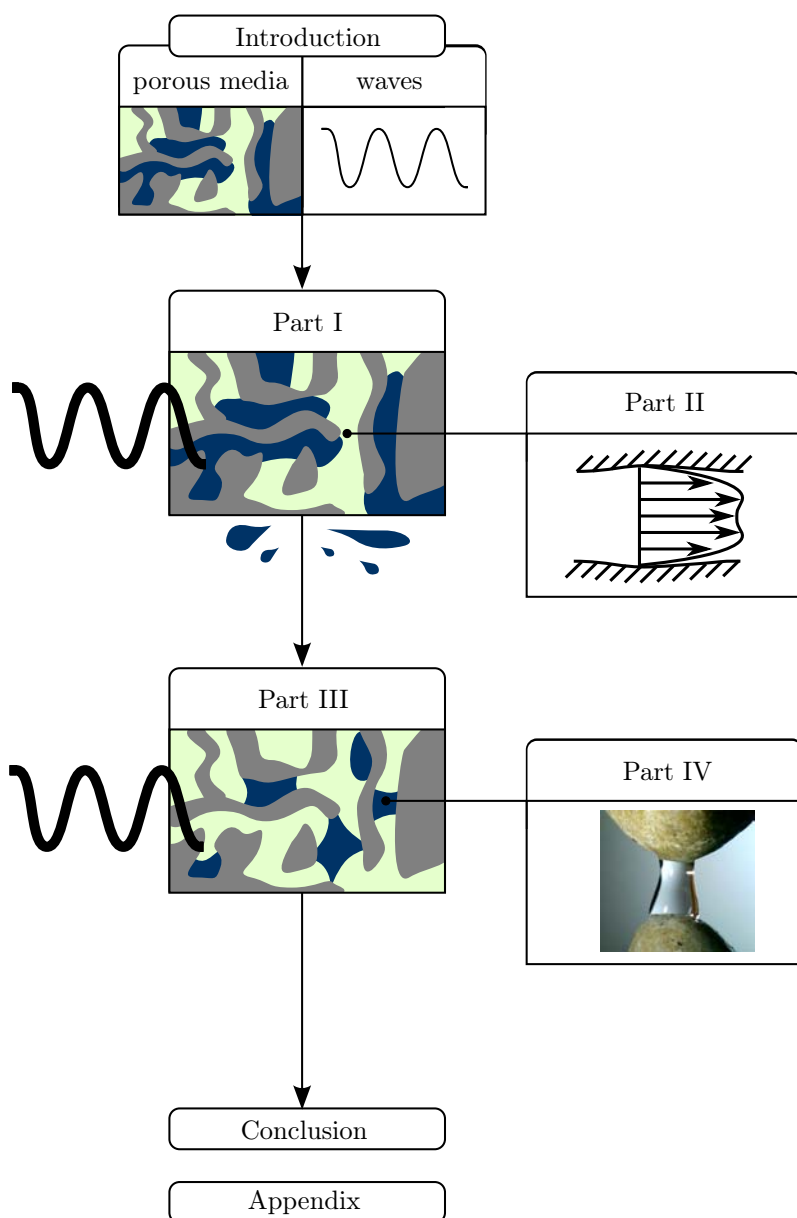 Introduction
porous media
waves
Part I
Part II
Part III
Part IV
Conclusion
Appendix